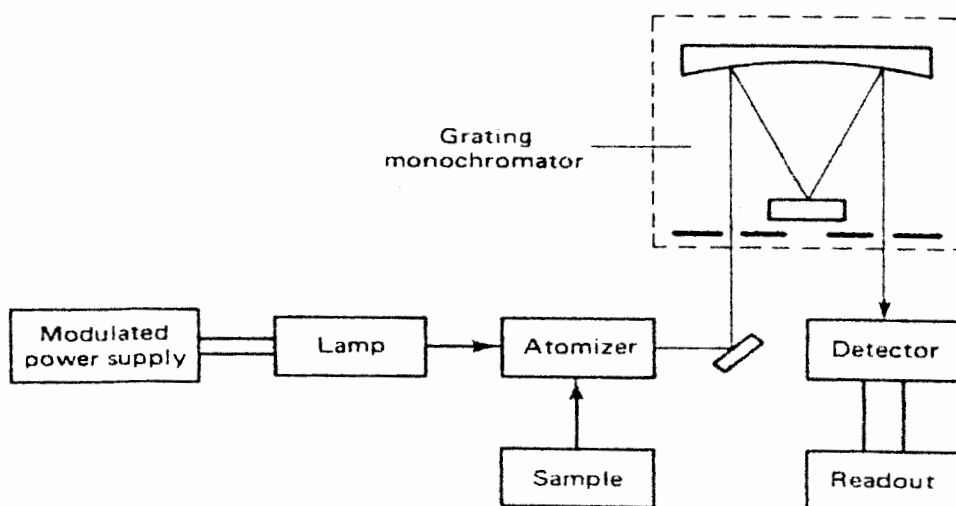 Grating
monochromator
Modulated
power supply
Lamp
Atomizer
Detector
Sample
Readout